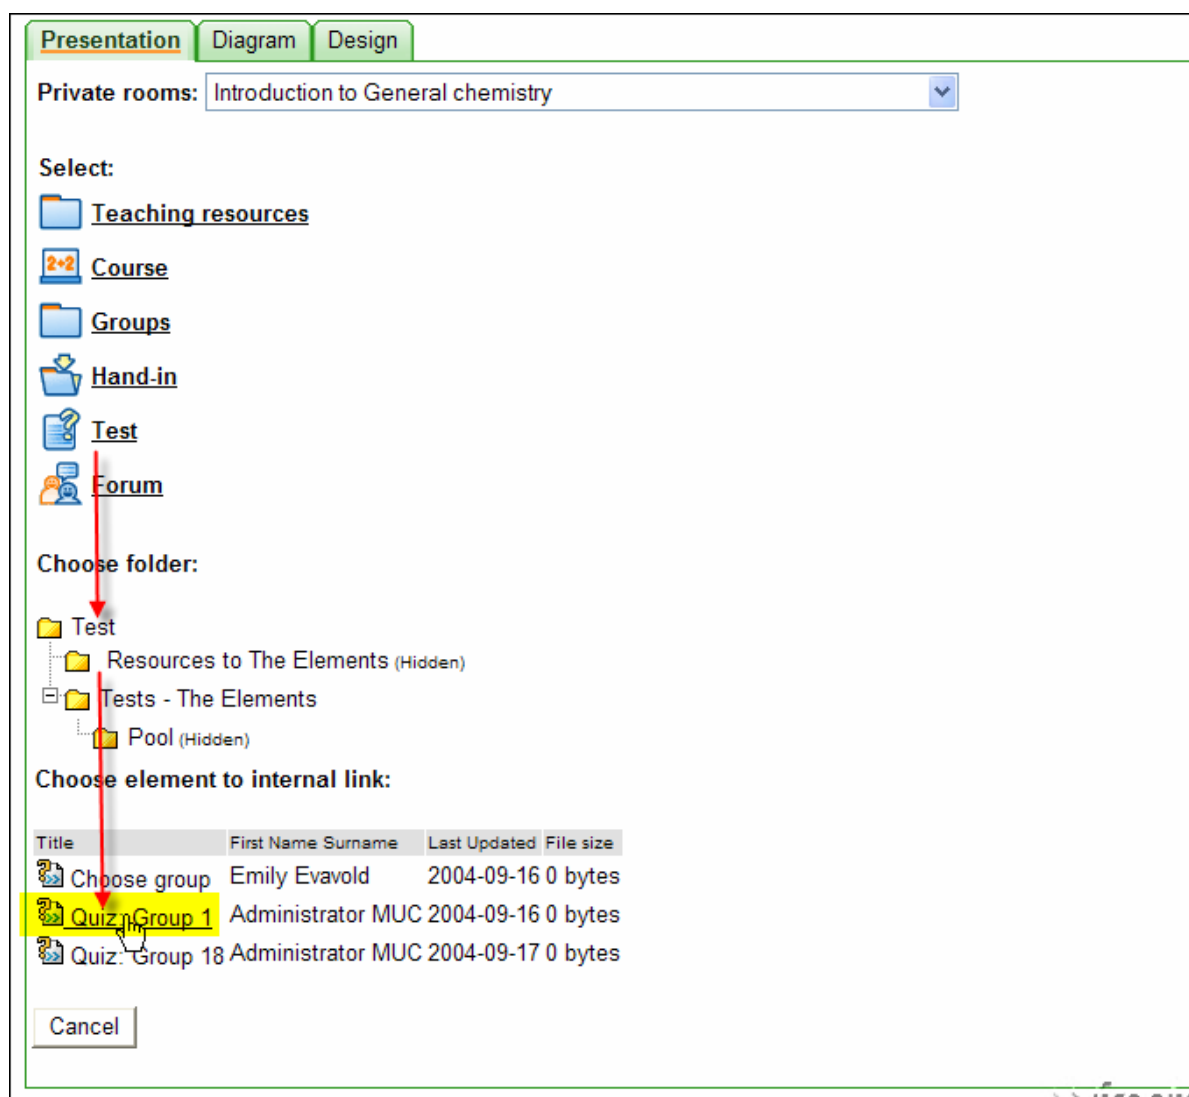 Presentation Diagram Design
Private rooms: Introduction to General chemistry
Select:
Teaching resources
2+2 Course
Groups
Hand-in
Test
Forum
Choose folder:
Test
Resources to The Elements (Hidden)
Tests - The Elements
Pool (Hidden)
Choose element to internal link:
Title First Name Surname Last Updated File size
Choose group Emily Evavold 2004-09-16 0 bytes
Quiz: Group 1 Administrator MUC 2004-09-16 0 bytes
Quiz: Group 18 Administrator MUC 2004-09-17 0 bytes
Cancel